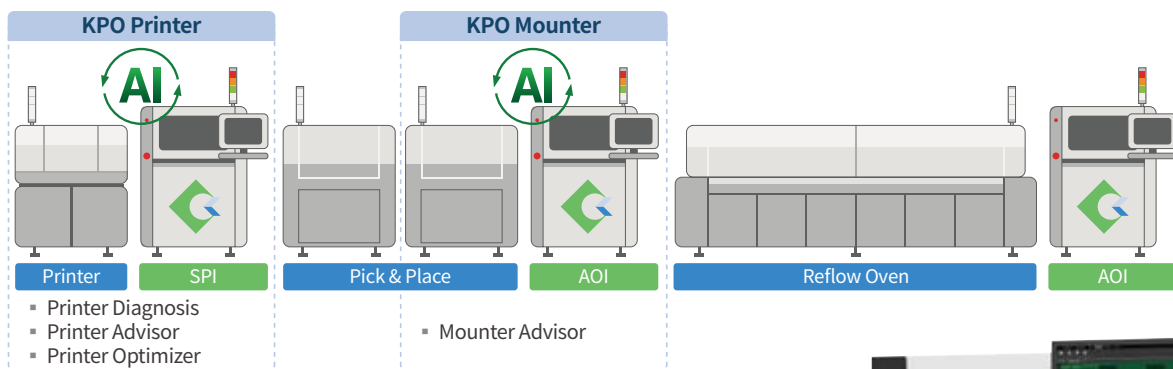 KPO Printer
KPO Mounter
AI
AI
Printer
SPI
Pick & Place
AOI
Reflow Oven
AOI
▪ Printer Diagnosis
▪ Printer Advisor
▪ Printer Optimizer
▪ Mounter Advisor